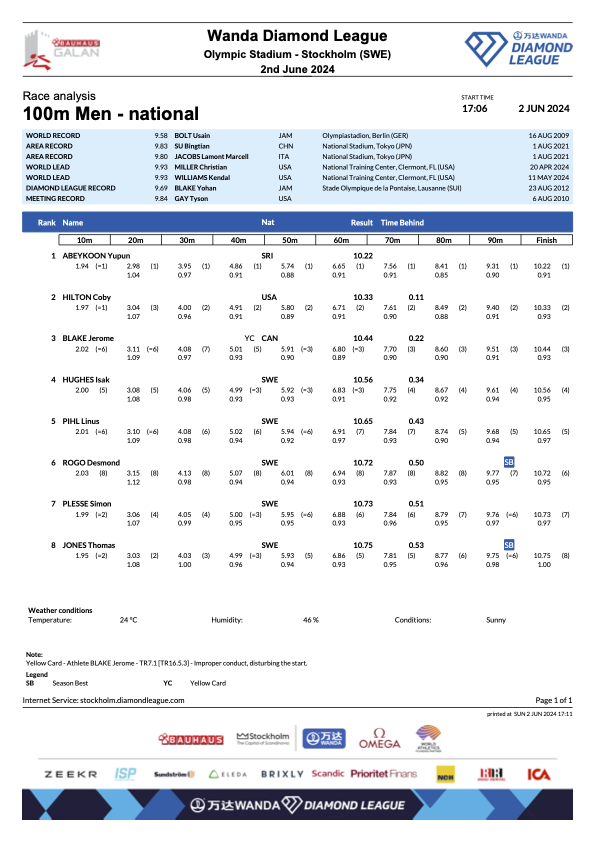 BAUHAUS
GALAN
Wanda Diamond League
Olympic Stadium - Stockholm (SWE)
2nd June 2024
万达WANDA
DIAMOND
LEAGUE
Race analysis
100m Men - national
START TIME
17:06 2 JUN 2024
WORLD RECORD 9.58 BOLT Usain JAM Olympiastadion, Berlin (GER) 16 AUG 2009
AREA RECORD 9.83 SU Bingtian CHN National Stadium, Tokyo (JPN) 1 AUG 2021
AREA RECORD 9.80 JACOBS Lamont Marcell ITA National Stadium, Tokyo (JPN) 1 AUG 2021
WORLD LEAD 9.93 MILLER Christian USA National Training Center, Clermont, FL (USA) 20 APR 2024
WORLD LEAD 9.93 WILLIAMS Kendal USA National Training Center, Clermont, FL (USA) 11 MAY 2024
DIAMOND LEAGUE RECORD 9.69 BLAKE Yohan JAM Stade Olympique de la Pontaise, Lausanne (SUI) 23 AUG 2012
MEETING RECORD 9.84 GAY Tyson USA 6 AUG 2010
Rank Name Nat Result Time Behind
10m 20m 30m 40m 50m 60m 70m 80m 90m Finish
1 ABEYKOON Yupun SRI 10.22
1.94 (=1) 2.98 (1) 3.95 (1) 4.86 (1) 5.74 (1) 6.65 (1) 7.56 (1) 8.41 (1) 9.31 (1) 10.22 (1)
1.04 0.97 0.91 0.88 0.91 0.91 0.85 0.90 0.91
2 HILTON Coby USA 10.33 0.11
1.97 (=1) 3.04 (3) 4.00 (2) 4.91 (2) 5.80 (2) 6.71 (2) 7.61 (2) 8.49 (2) 9.40 (2) 10.33 (2)
1.07 0.96 0.91 0.89 0.91 0.90 0.88 0.91 0.93
3 BLAKE Jerome YC CAN 10.44 0.22
2.02 (=6) 3.11 (=6) 4.08 (7) 5.01 (5) 5.91 (=3) 6.80 (=3) 7.70 (3) 8.60 (3) 9.51 (3) 10.44 (3)
1.09 0.97 0.93 0.90 0.89 0.90 0.90 0.91 0.93
4 HUGHES Isak SWE 10.56 0.34
2.00 (5) 3.08 (5) 4.06 (5) 4.99 (=3) 5.92 (=3) 6.83 (=3) 7.75 (4) 8.67 (4) 9.61 (4) 10.56 (4)
1.08 0.98 0.93 0.93 0.91 0.92 0.92 0.94 0.95
5 PIHL Linus SWE 10.65 0.43
2.01 (=6) 3.10 (=6) 4.08 (6) 5.02 (6) 5.94 (=6) 6.91 (7) 7.84 (7) 8.74 (5) 9.68 (5) 10.65 (5)
1.09 0.98 0.94 0.92 0.97 0.93 0.90 0.94 0.97
6 ROGO Desmond SWE 10.72 0.50 SB
2.03 (8) 3.15 (8) 4.13 (8) 5.07 (8) 6.01 (8) 6.94 (8) 7.87 (8) 8.82 (8) 9.77 (7) 10.72 (6)
1.12 0.98 0.94 0.94 0.93 0.93 0.95 0.95 0.95
7 PLESSE Simon SWE 10.73 0.51
1.99 (=2) 3.06 (4) 4.05 (4) 5.00 (=3) 5.95 (=6) 6.88 (6) 7.84 (6) 8.79 (7) 9.76 (=6) 10.73 (7)
1.07 0.99 0.95 0.95 0.93 0.96 0.95 0.97 0.97
8 JONES Thomas SWE 10.75 0.53 SB
1.95 (=2) 3.03 (2) 4.03 (3) 4.99 (=3) 5.93 (5) 6.86 (5) 7.81 (5) 8.77 (6) 9.75 (=6) 10.75 (8)
1.08 1.00 0.96 0.94 0.93 0.95 0.96 0.98 1.00
Weather conditions
Temperature: 24 °C Humidity: 46 % Conditions: Sunny
Note:
Yellow Card - Athlete BLAKE Jerome - TR7.1 [TR16.5.3] - Improper conduct, disturbing the start.
Legend
SB Season Best YC Yellow Card
Internet Service: stockholm.diamondleague.com Page 1 of 1
printed at SUN 2 JUN 2024 17:11
BAUHAUS Stockholm The Capital of Scandinavia 万达WANDA OMEGA WORLD ATHLETICS
ZEEKR ISP Sundström ELEDA BRIXLY Scandic Prioritet Finans ICA
万达WANDA DIAMOND LEAGUE